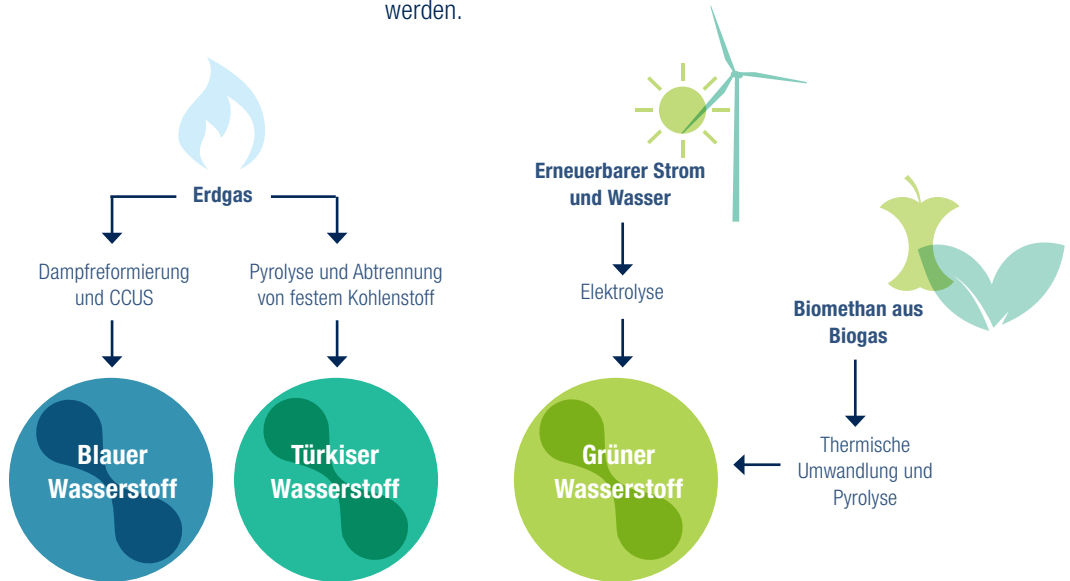 werden.
Erdgas
Dampfreformierung
und CCUS
Pyrolyse und Abtrennung
von festem Kohlenstoff
Blauer
Wasserstoff
Türkiser
Wasserstoff
Erneuerbarer Strom
und Wasser
Elektrolyse
Grüner
Wasserstoff
Biomethan aus
Biogas
Thermische
Umwandlung und
Pyrolyse